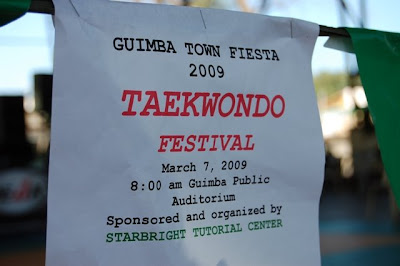 GUIMBA TOWN FIESTA
2009
TAEKWONDO
FESTIVAL
March 7, 2009
8:00 am Guimba Public
Auditorium
Sponsored and organized by
STARBRIGHT TUTORIAL CENTER